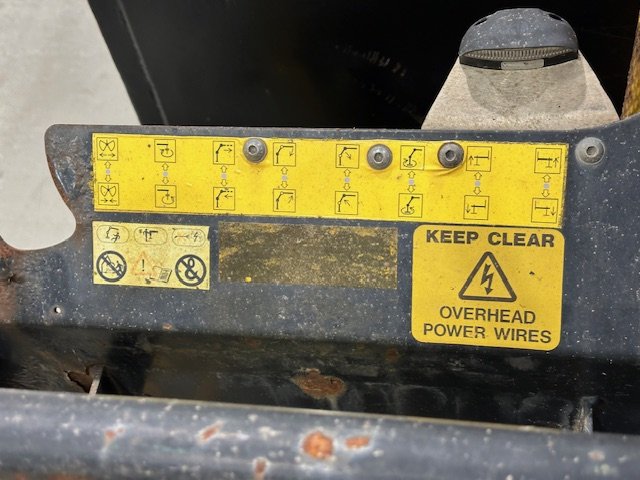 &
KEEP CLEAR
OVERHEAD
POWER WIRES